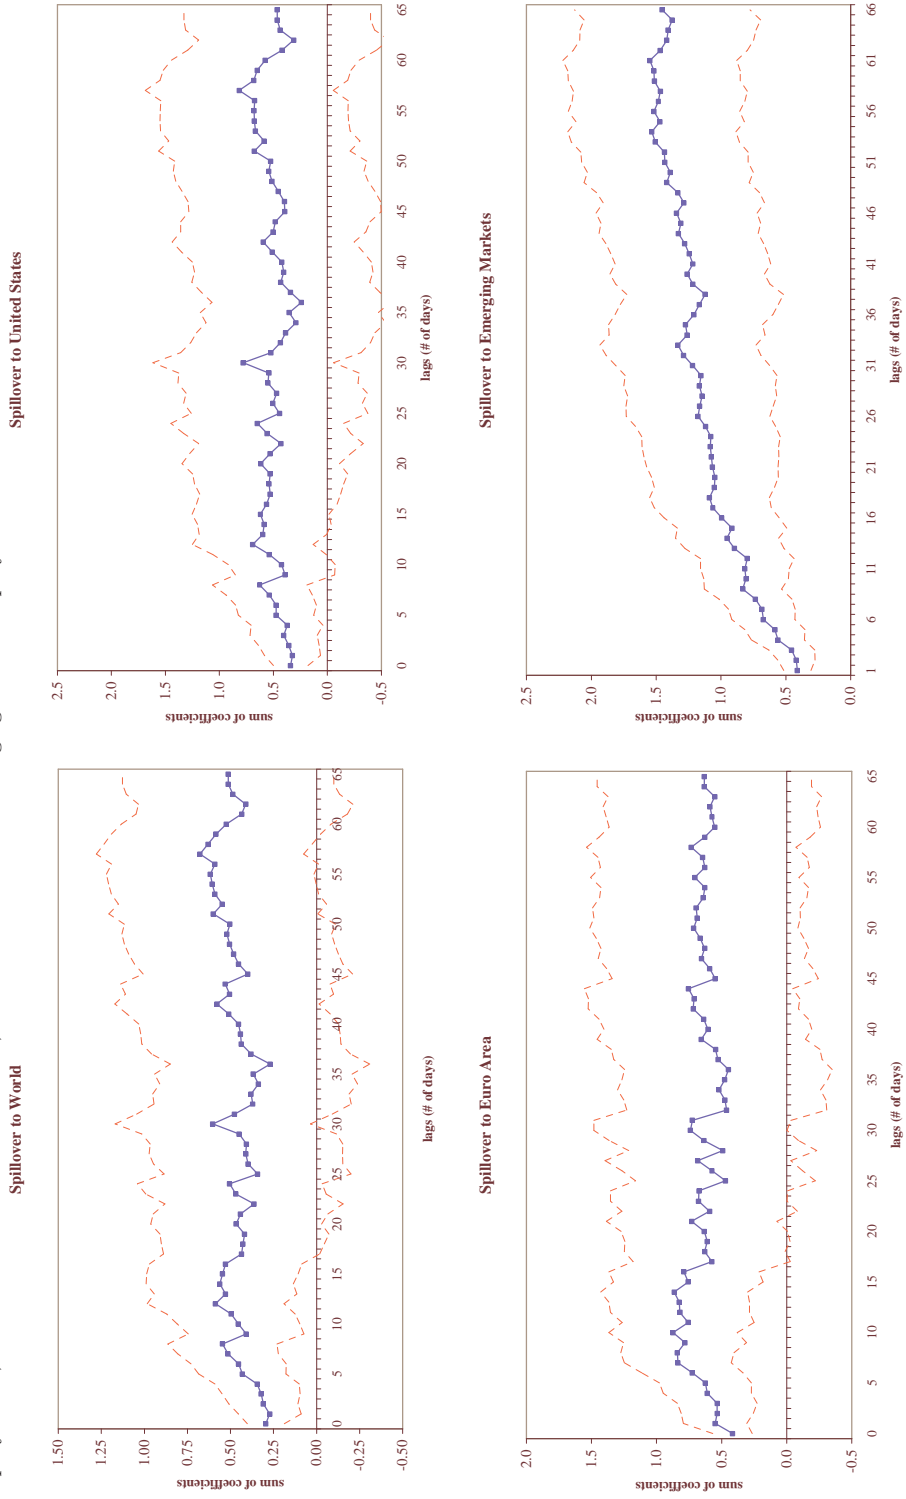 Spillover to World
sum of coefficients
1.50
1.25
1.00
0.75
0.50
0.25
0.00
-0.25
-0.50
0 5 10 15 20 25 30 35 40 45 50 55 60 65
lags (# of days)
Spillover to United States
sum of coefficients
2.5
2.0
1.5
1.0
0.5
0.0
-0.5
0 5 10 15 20 25 30 35 40 45 50 55 60 65
lags (# of days)
Spillover to Euro Area
sum of coefficients
2.0
1.5
1.0
0.5
0.0
-0.5
0 5 10 15 20 25 30 35 40 45 50 55 60 65
lags (# of days)
Spillover to Emerging Markets
sum of coefficients
2.5
2.0
1.5
1.0
0.5
0.0
1 6 11 16 21 26 31 36 41 46 51 56 61 66
lags (# of days)